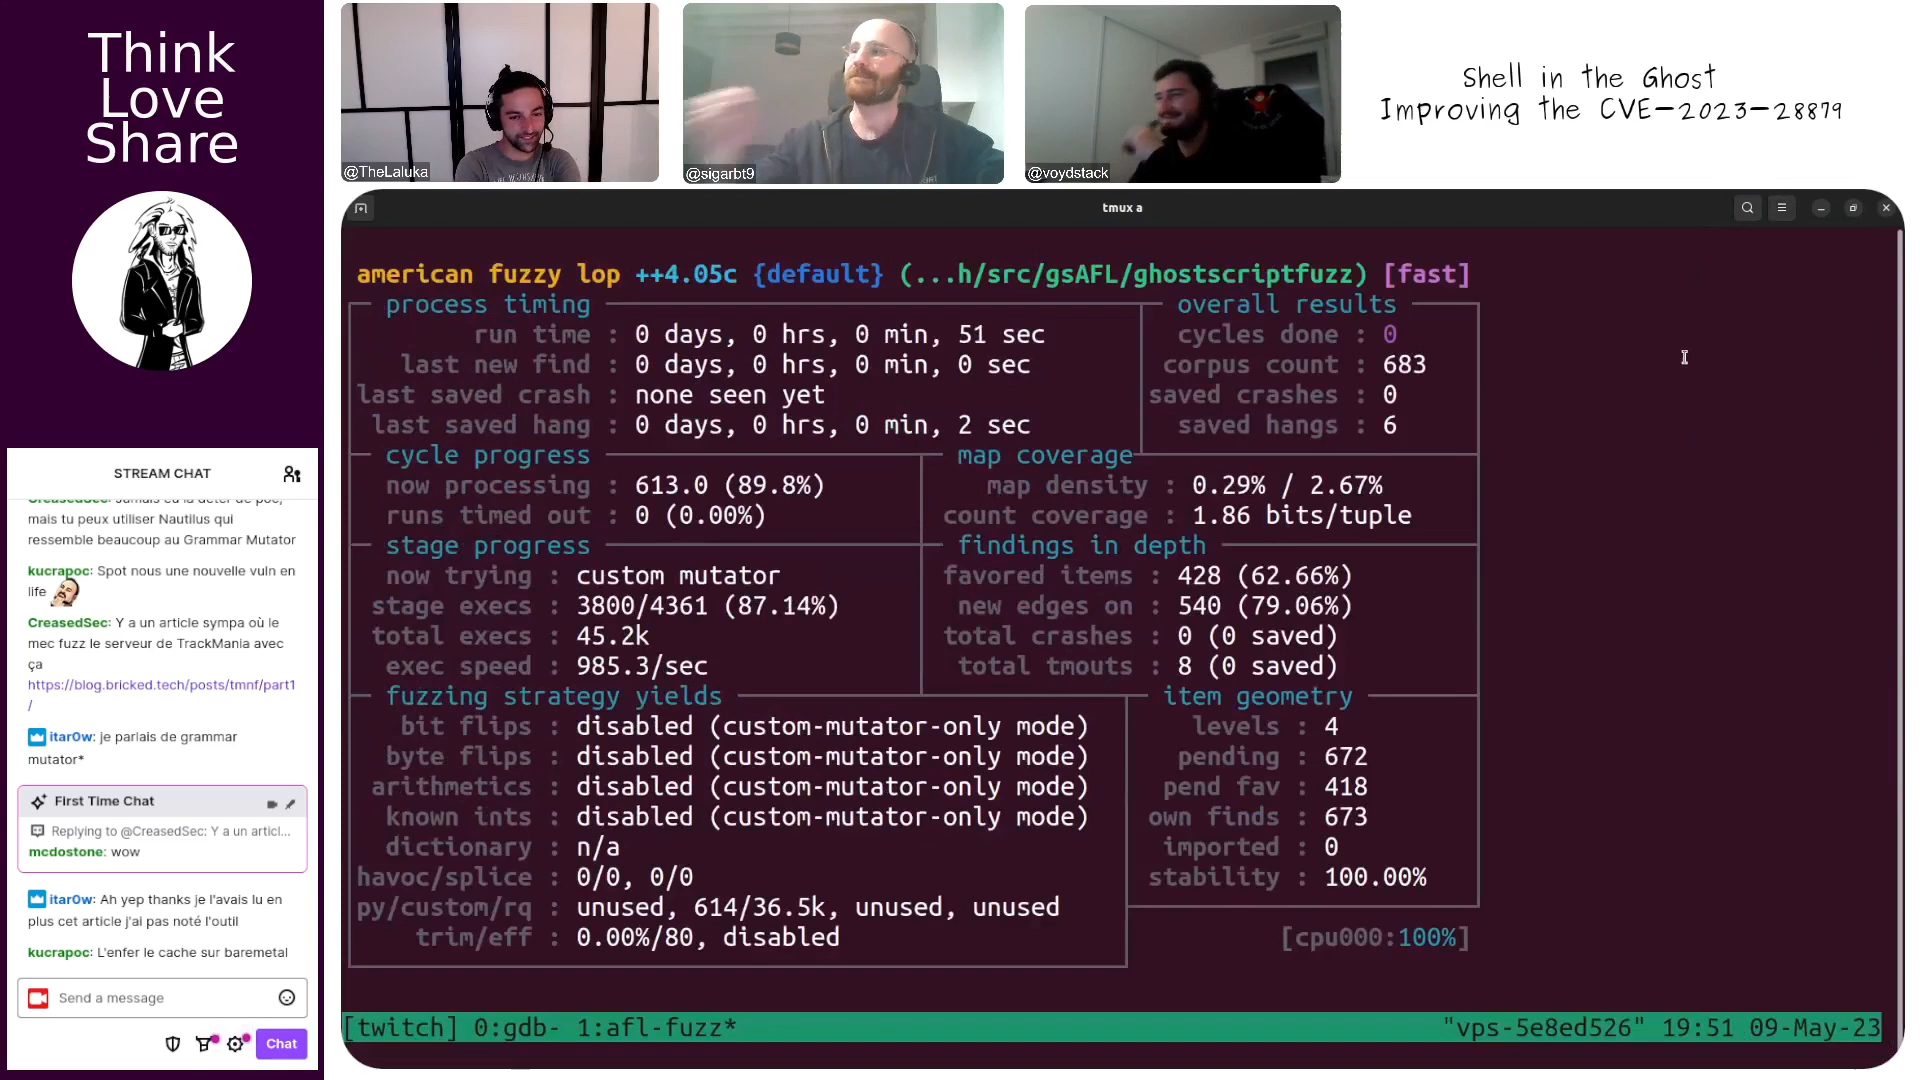 Think
Love
Share
@TheLaluka
@sigarbt9
@voydstack
Shell in the Ghost
Improving the CVE-2023-28879
tmux a
american fuzzy lop ++4.05c {default} (...h/src/gsAFL/ghostscriptfuzz) [fast]
process timing
overall results
run time : 0 days, 0 hrs, 0 min, 51 sec
cycles done : 0
last new find : 0 days, 0 hrs, 0 min, 0 sec
corpus count : 683
last saved crash : none seen yet
saved crashes : 0
last saved hang : 0 days, 0 hrs, 0 min, 2 sec
saved hangs : 6
cycle progress
map coverage
now processing : 613.0 (89.8%)
map density : 0.29% / 2.67%
runs timed out : 0 (0.00%)
count coverage : 1.86 bits/tuple
stage progress
findings in depth
now trying : custom mutator
favored items : 428 (62.66%)
stage execs : 3800/4361 (87.14%)
new edges on : 540 (79.06%)
total execs : 45.2k
total crashes : 0 (0 saved)
exec speed : 985.3/sec
total tmouts : 8 (0 saved)
fuzzing strategy yields
item geometry
bit flips : disabled (custom-mutator-only mode)
levels : 4
byte flips : disabled (custom-mutator-only mode)
pending : 672
arithmetics : disabled (custom-mutator-only mode)
pend fav : 418
known ints : disabled (custom-mutator-only mode)
own finds : 673
dictionary : n/a
imported : 0
havoc/splice : 0/0, 0/0
stability : 100.00%
py/custom/rq : unused, 614/36.5k, unused, unused
trim/eff : 0.00%/80, disabled
[cpu000:100%]
[twitch] 0:gdb- 1:afl-fuzz*
"vps-5e8ed526" 19:51 09-May-23
STREAM CHAT
CreasedSec: Jamais eu la deter de poc,
mais tu peux utiliser Nautilus qui
ressemble beaucoup au Grammar Mutator
kucrapoc: Spot nous une nouvelle vuln en
life
CreasedSec: Y a un article sympa où le
mec fuzz le serveur de TrackMania avec
ça
https://blog.bricked.tech/posts/tmnf/part1
/
itar0w: je parlais de grammar
mutator*
First Time Chat
Replying to @CreasedSec: Y a un articl...
mcdostone: wow
itar0w: Ah yep thanks je l'avais lu en
plus cet article j'ai pas noté l'outil
kucrapoc: L'enfer le cache sur baremetal
Send a message
Chat